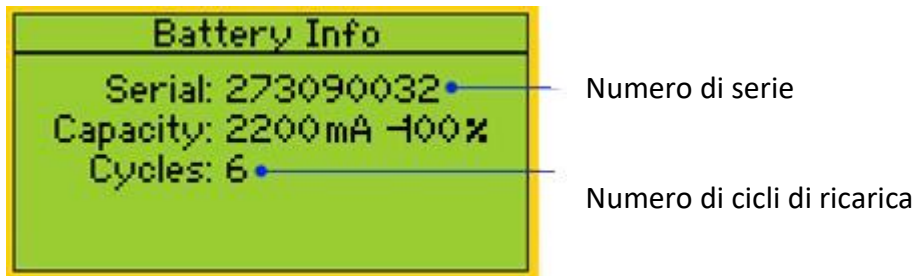 Battery Info
Serial: 273090032
Numero di serie
Capacity: 2200mA 100%
Cycles: 6
Numero di cicli di ricarica